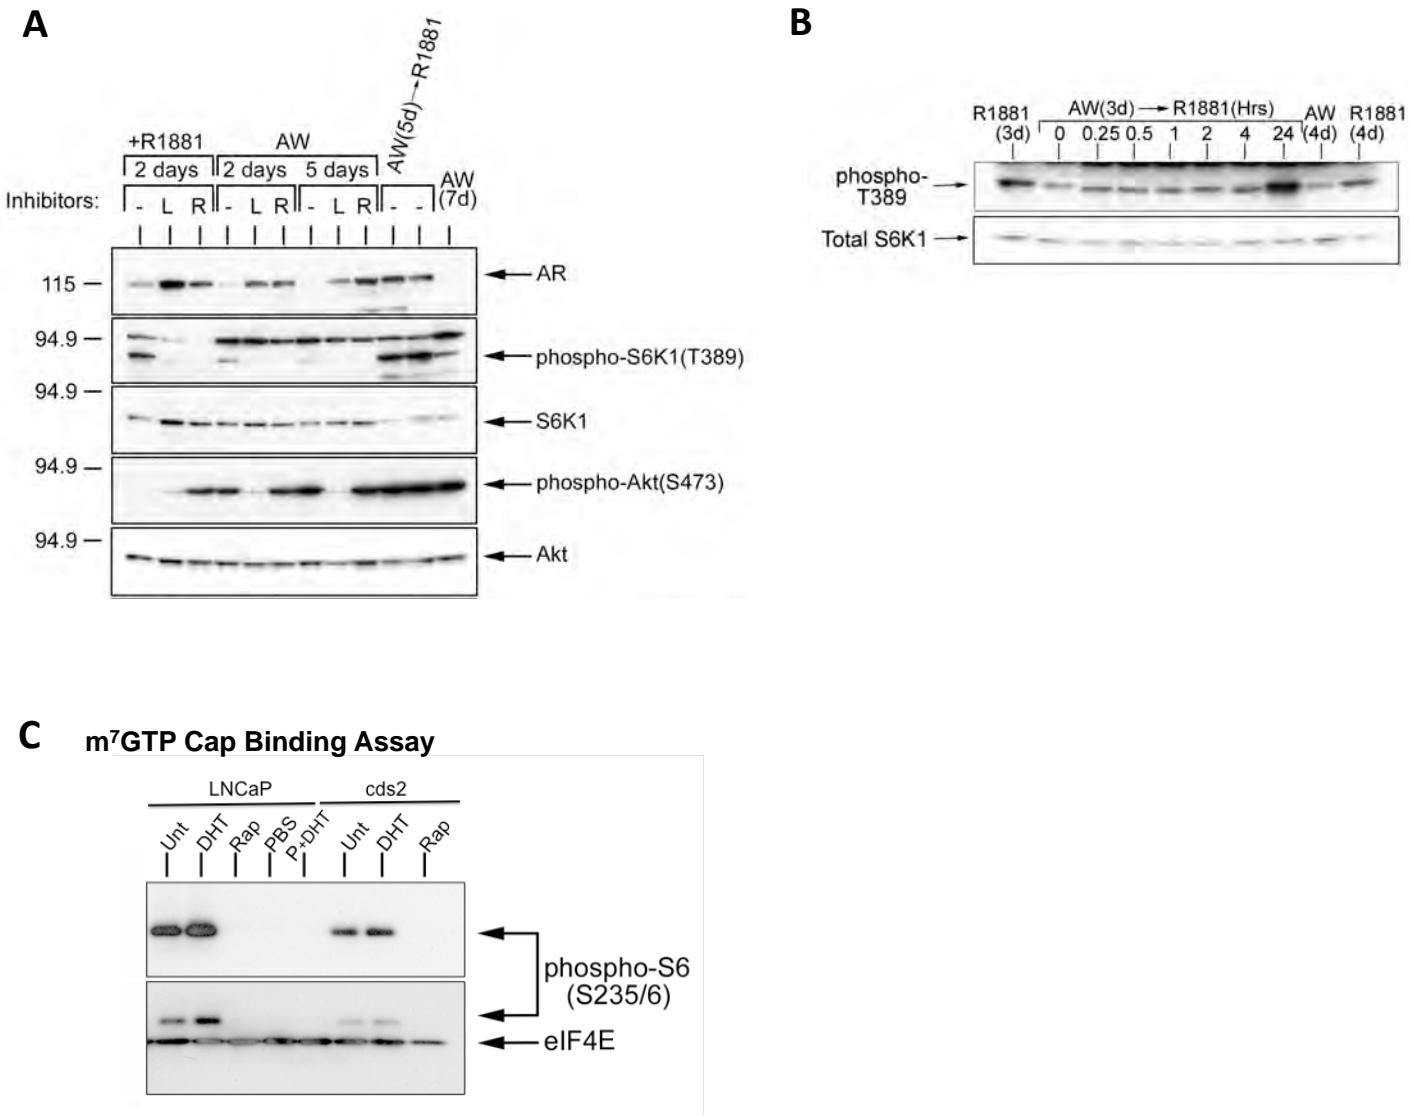 A
+R1881
AW
AW(5d)→R1881
AW
(7d)
2 days
2 days
5 days
Inhibitors:
- L R - L R - L R - -
115
AR
94.9
phospho-S6K1(T389)
94.9
S6K1
94.9
phospho-Akt(S473)
94.9
Akt
B
R1881
(3d)
AW(3d)→R1881(Hrs)
0 0.25 0.5 1 2 4 24
AW
(4d)
R1881
(4d)
phospho-
T389
Total S6K1
C
m⁷GTP Cap Binding Assay
LNCaP
cds2
Unt DHT Rap PBS P+DHT Unt DHT Rap
phospho-S6
(S235/6)
eIF4E